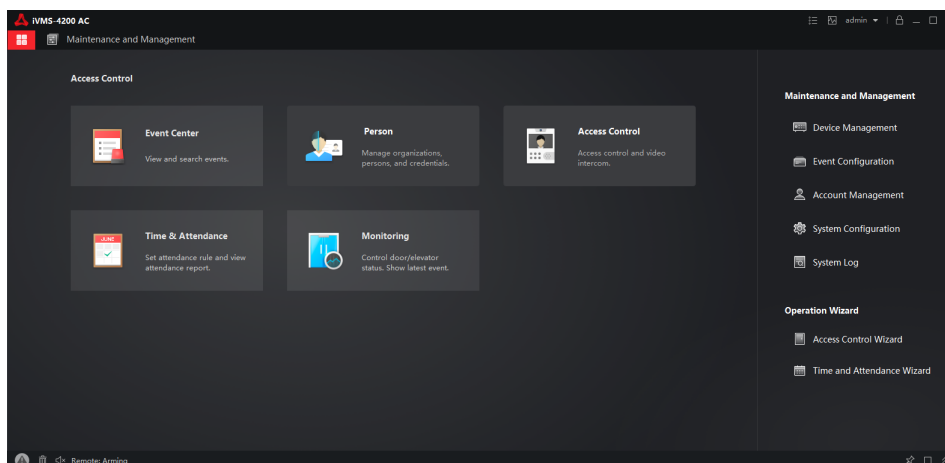 iVMS-4200 AC
admin
Maintenance and Management
Access Control
Event Center
View and search events.
Person
Manage organizations,
persons, and credentials.
Access Control
Access control and video
intercom.
JUNE
Time & Attendance
Set attendance rule and view
attendance report.
Monitoring
Control door/elevator
status. Show latest event.
Maintenance and Management
Device Management
Event Configuration
Account Management
System Configuration
System Log
Operation Wizard
Access Control Wizard
Time and Attendance Wizard
Remote: Arming